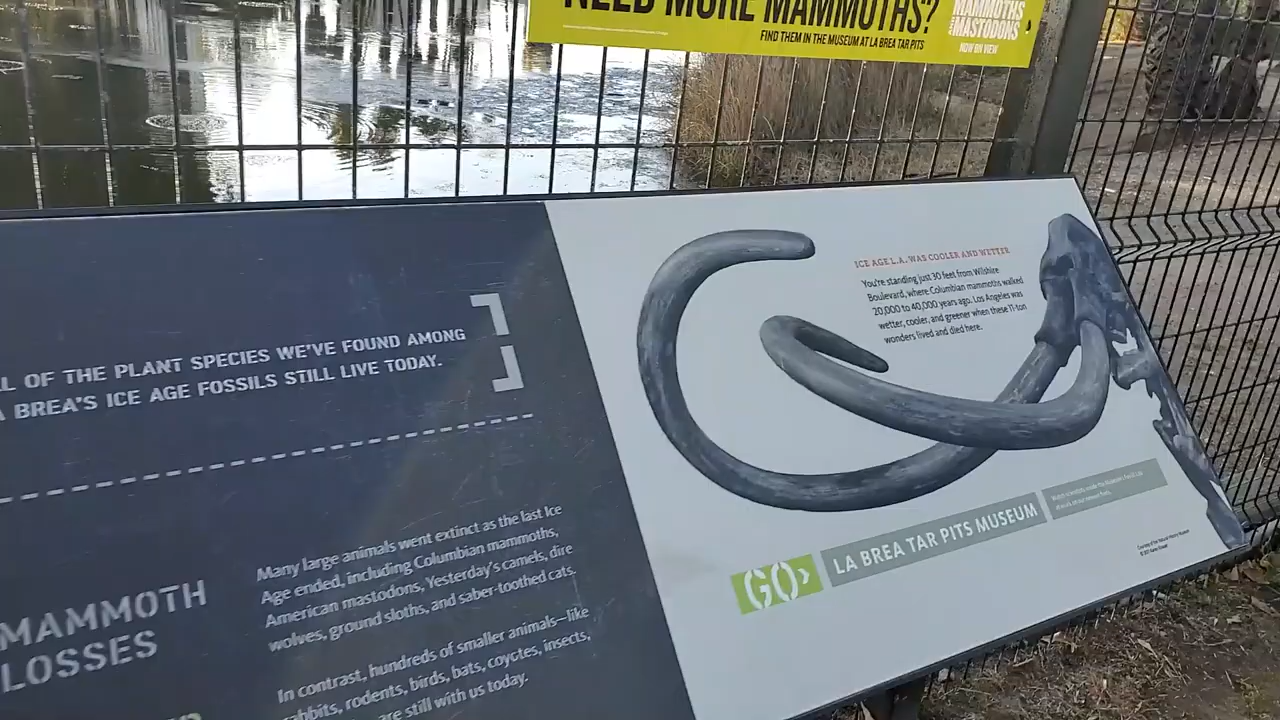 NEED MORE MAMMOTHS?
FIND THEM IN THE MUSEUM AT LA BREA TAR PITS
MAMMOTHS
MASTODONS
NOW ON VIEW
OF THE PLANT SPECIES WE'VE FOUND AMONG
BREA'S ICE AGE FOSSILS STILL LIVE TODAY.
MAMMOTH
LOSSES
Many large animals went extinct as the last Ice
Age ended, including Columbian mammoths,
American mastodons, Yesterday's camels, dire
wolves, ground sloths, and saber-toothed cats.
In contrast, hundreds of smaller animals—like
rabbits, rodents, birds, bats, coyotes, insects,
are still with us today.
ICE AGE L.A. WAS COOLER AND WETTER
You're standing just 30 feet from Wilshire
Boulevard, where Columbian mammoths walked
20,000 to 40,000 years ago. Los Angeles was
wetter, cooler, and greener when these 11-ton
wonders lived and died here.
GO› LA BREA TAR PITS MUSEUM